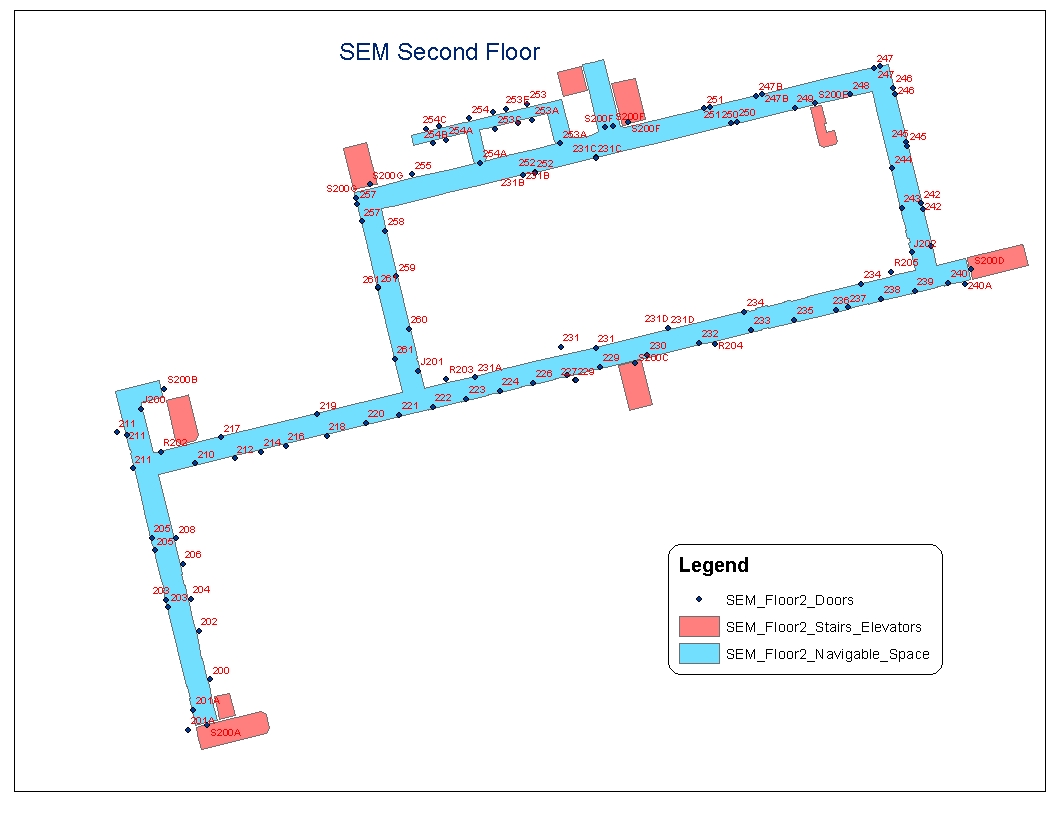 SEM Second Floor
247
247
246
246
247B
247B
248
S200E
249
251
251
250
250
245
245
244
243
242
242
J202
253
253E
254
253A
253C
254C
254A
254B
S200F
S200F
S200F
253A
231C
231C
254A
252
252
231B
231B
255
S200G
S200G
257
257
258
259
261
260
261
J201
R203
231A
S200D
240
240A
R205
239
234
238
237
236
235
234
233
231D
231D
232
R204
231
231
230
S200C
229
229
227
226
224
223
222
221
220
219
218
217
216
214
212
210
S200B
J200
211
211
R202
211
205
208
205
206
203
203
204
202
200
201A
201A
S200A
Legend
SEM_Floor2_Doors
SEM_Floor2_Stairs_Elevators
SEM_Floor2_Navigable_Space